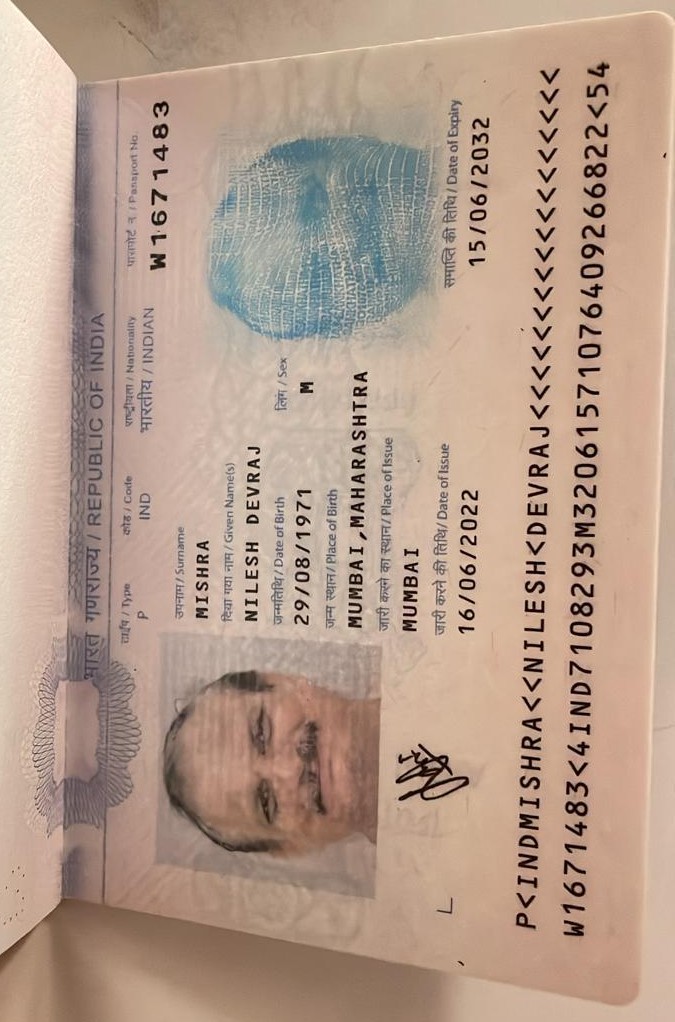 भारत गणराज्य / REPUBLIC OF INDIA
टाईप / Type कोड / Code राष्ट्रीयता / Nationality पासपोर्ट न. / Passport No.
P IND भारतीय / INDIAN W1671483
उपनाम / Surname
MISHRA
दिया गया नाम / Given Name(s)
NILESH DEVRAJ
जन्मतिथि / Date of Birth लिंग / Sex
29/08/1971 M
जन्म स्थान / Place of Birth
MUMBAI,MAHARASHTRA
जारी करने का स्थान / Place of Issue
MUMBAI
जारी करने की तिथि / Date of Issue समाप्ति की तिथि / Date of Expiry
16/06/2022 15/06/2032
P<INDMISHRA<<NILESH<DEVRAJ<<<<<<<<<<<<<<<<<<
W1671483<4IND7108293M3206157107640926​6822<54